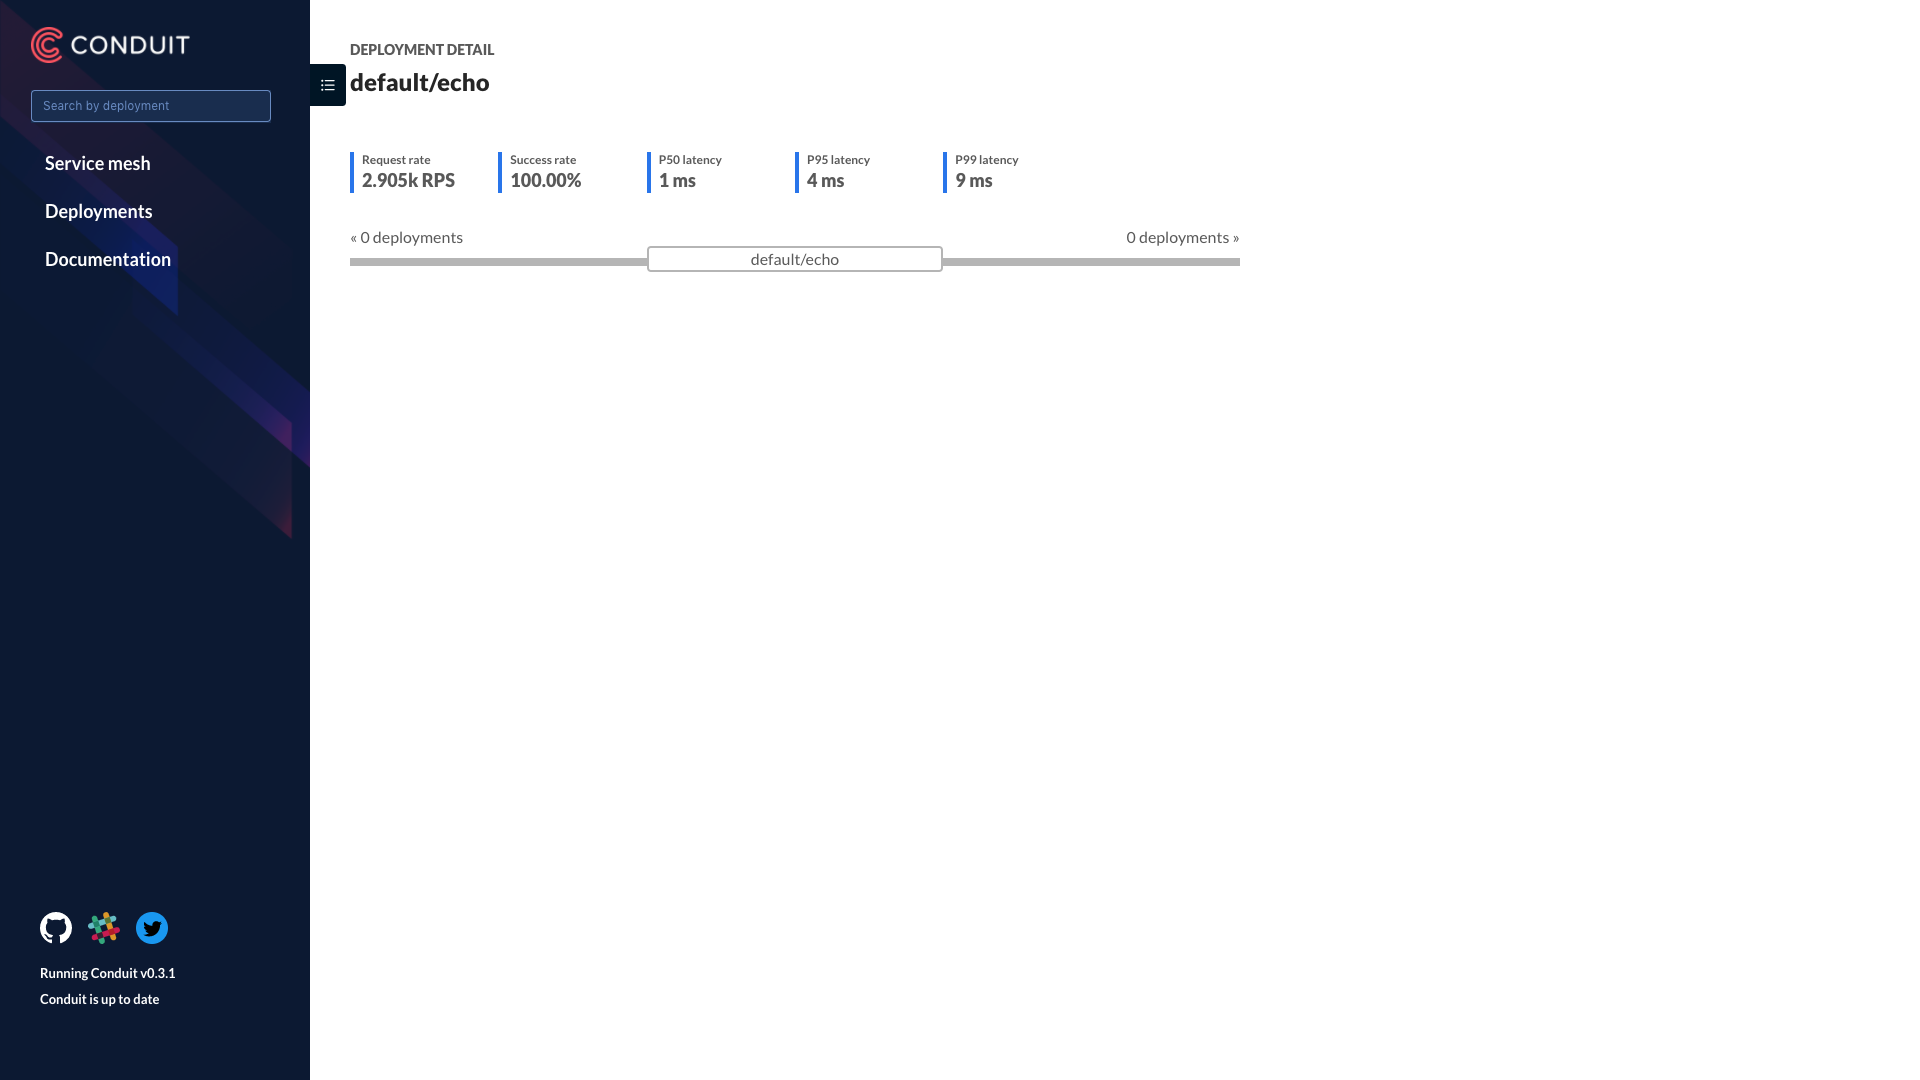 CONDUIT
Search by deployment
Service mesh
Deployments
Documentation
Running Conduit v0.3.1
Conduit is up to date
DEPLOYMENT DETAIL
default/echo
Request rate
2.905k RPS
Success rate
100.00%
P50 latency
1 ms
P95 latency
4 ms
P99 latency
9 ms
« 0 deployments
0 deployments »
default/echo